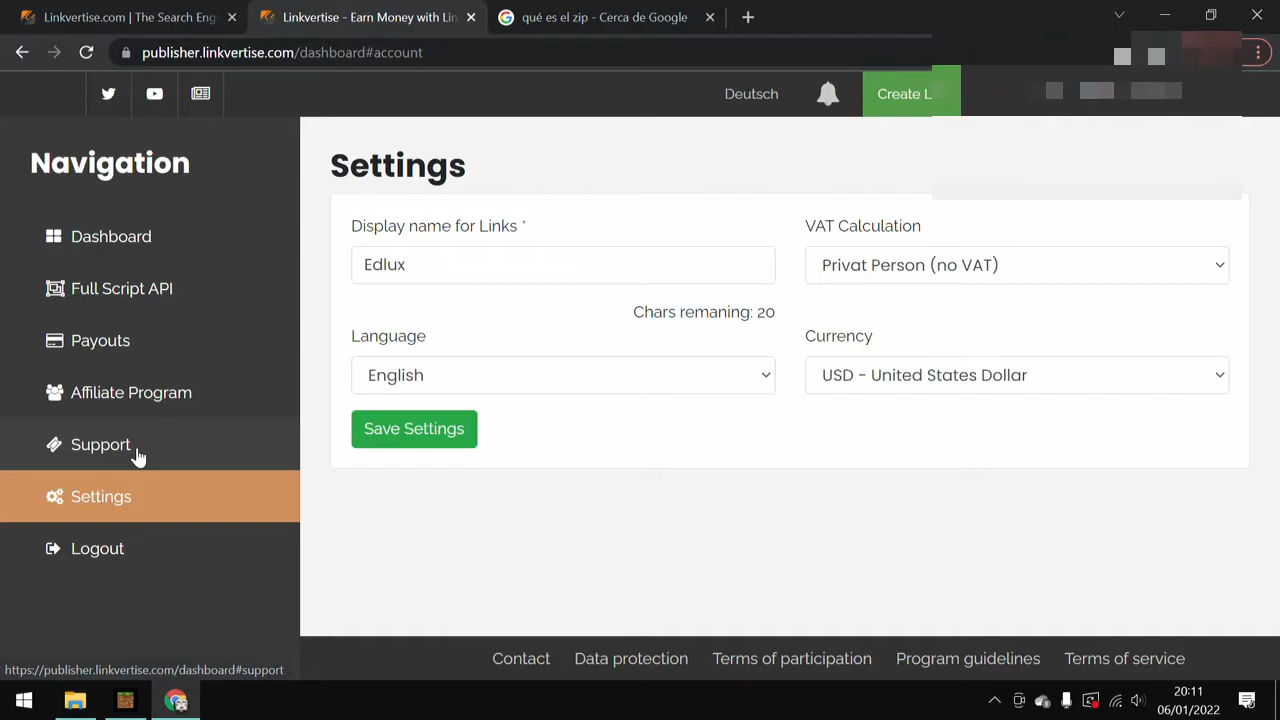 Linkvertise.com | The Search Eng
Linkvertise - Earn Money with Lin
qué es el zip - Cerca de Google
publisher.linkvertise.com/dashboard#account
Deutsch
Create L
Navigation
Dashboard
Full Script API
Payouts
Affiliate Program
Support
Settings
Logout
Settings
Display name for Links *
VAT Calculation
Edlux
Privat Person (no VAT)
Chars remaning: 20
Language
Currency
English
USD - United States Dollar
Save Settings
Contact
Data protection
Terms of participation
Program guidelines
Terms of service
https://publisher.linkvertise.com/dashboard#support
20:11
06/01/2022